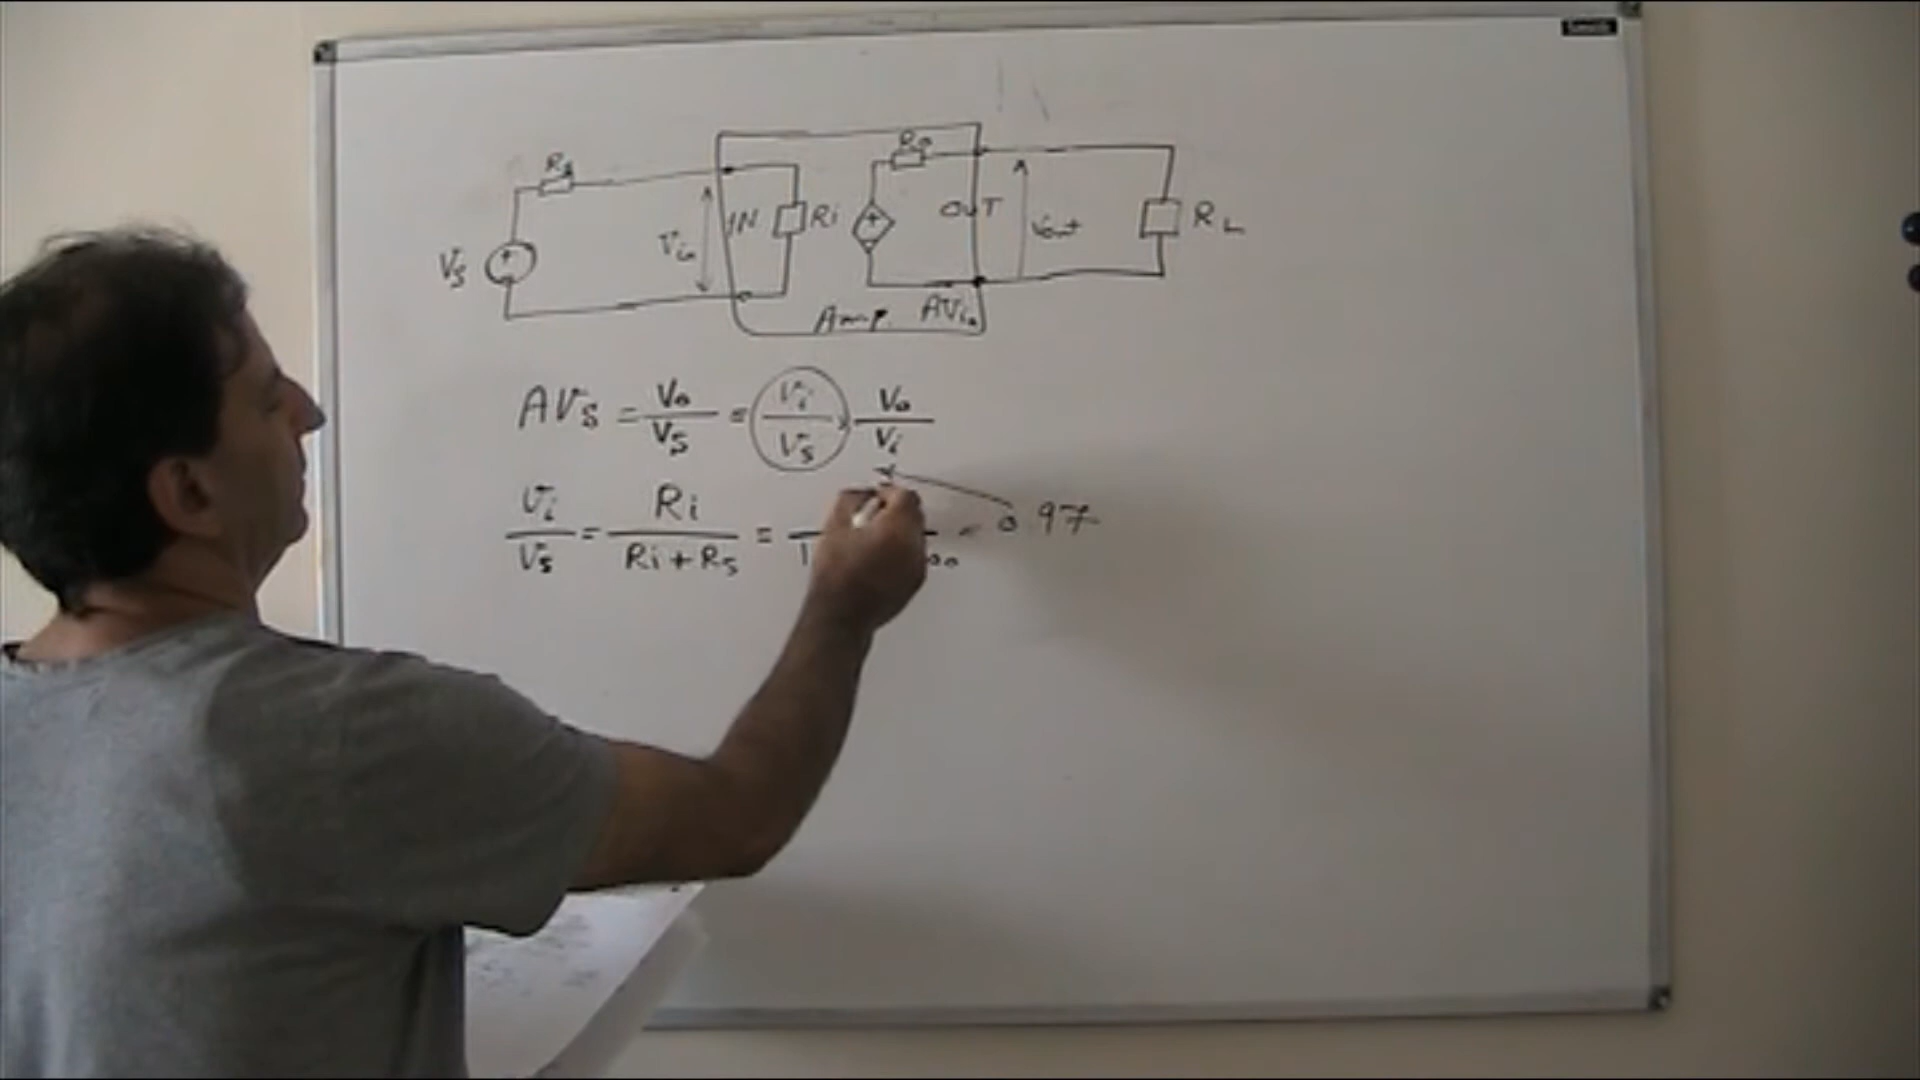 Rs
Ro
Vs
Vin
IN
Ri
OUT
Vout
RL
Amp.
AVin
AVs = Vo/Vs = Vi/Vs × Vo/Vi
Vi/Vs = Ri/(Ri+Rs) =
= 0.97